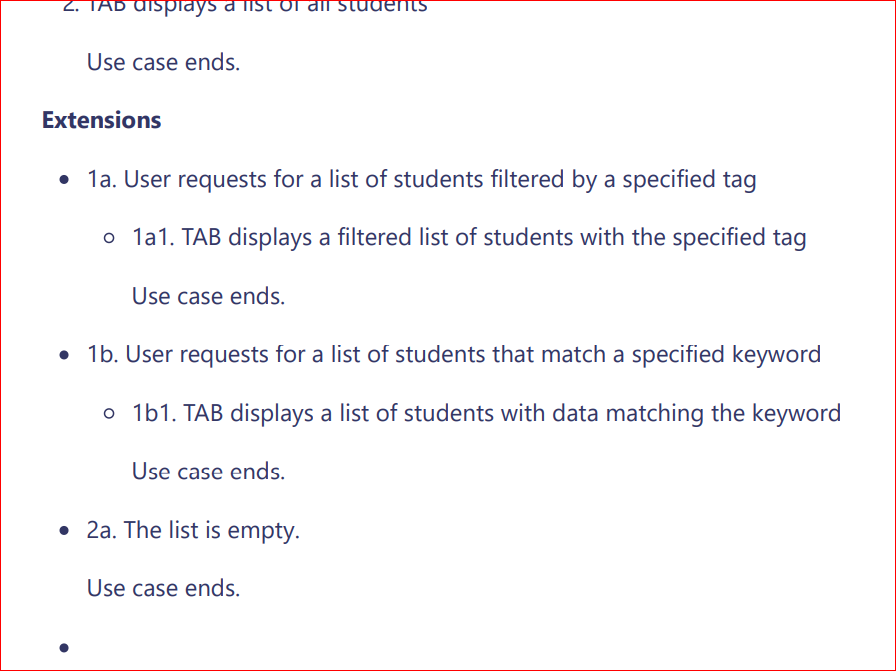 2. TAB displays a list of all students
Use case ends.
Extensions
• 1a. User requests for a list of students filtered by a specified tag
○ 1a1. TAB displays a filtered list of students with the specified tag
Use case ends.
• 1b. User requests for a list of students that match a specified keyword
○ 1b1. TAB displays a list of students with data matching the keyword
Use case ends.
• 2a. The list is empty.
Use case ends.
•